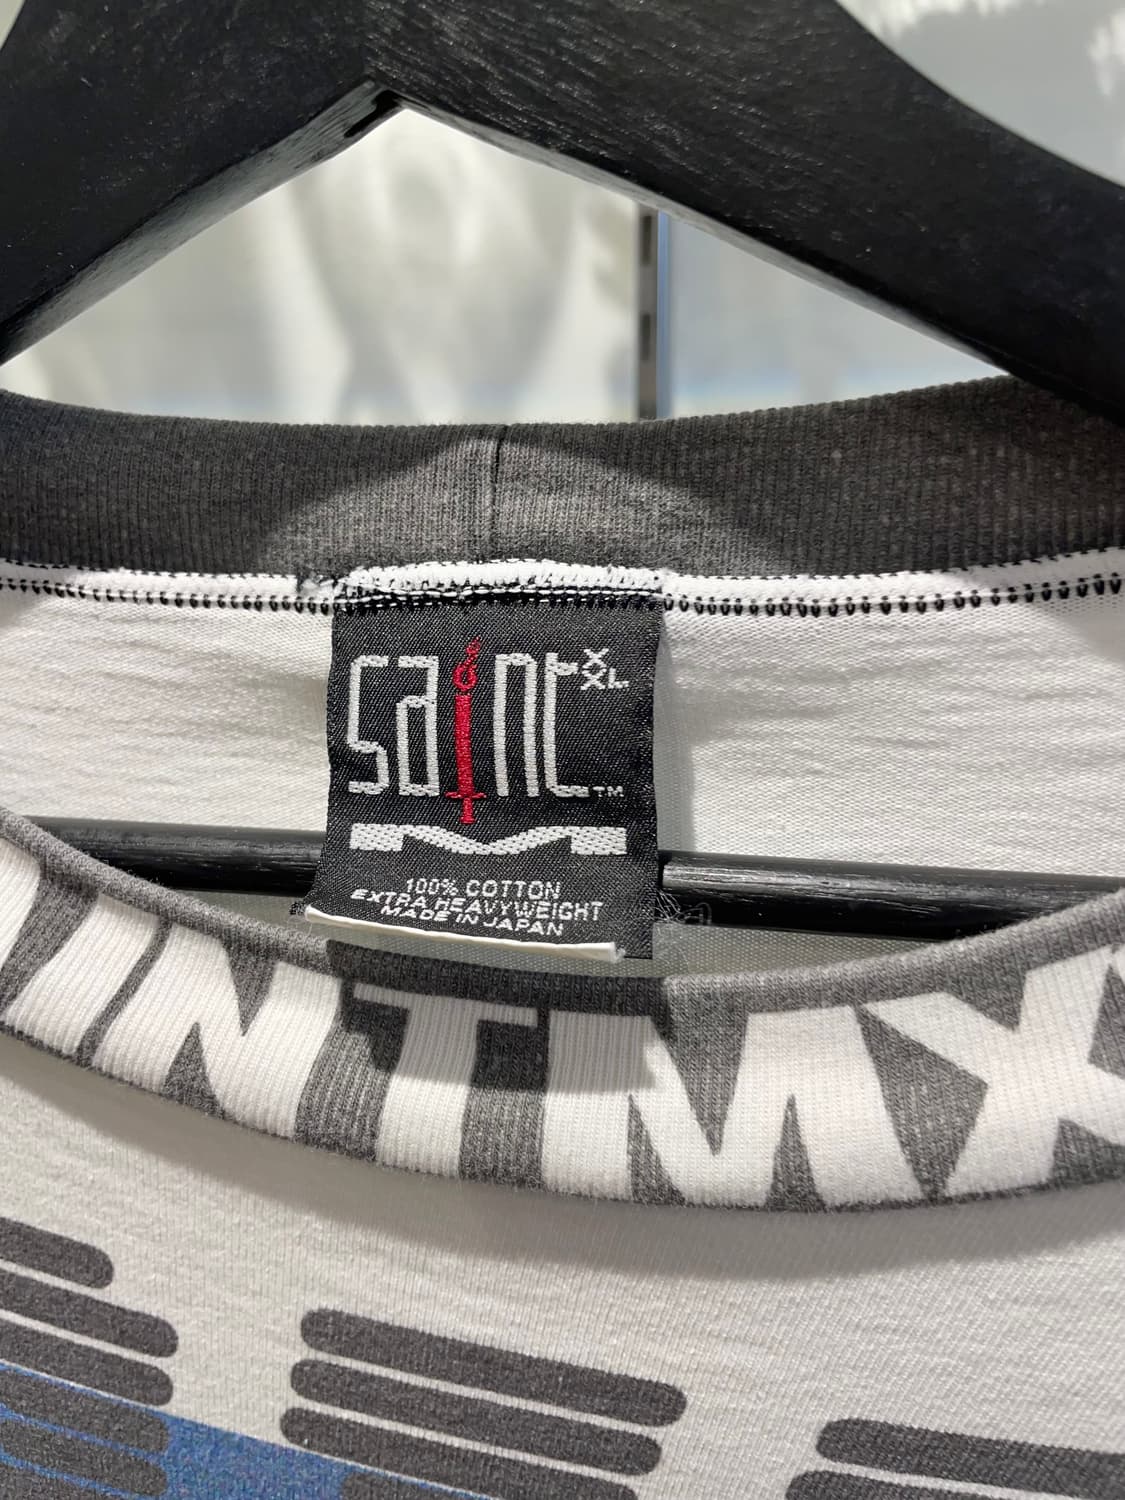 saint XXL
TM
100% COTTON
EXTRA HEAVYWEIGHT
MADE IN JAPAN
INTMX